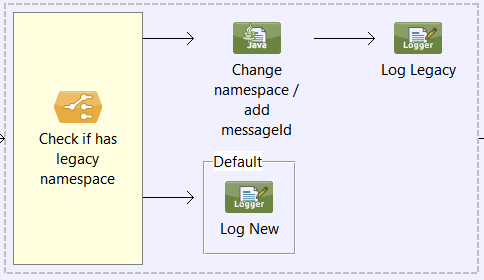 Check if has
legacy
namespace
Java
Change
namespace /
add
messageId
Logger
Log Legacy
Default
Logger
Log New